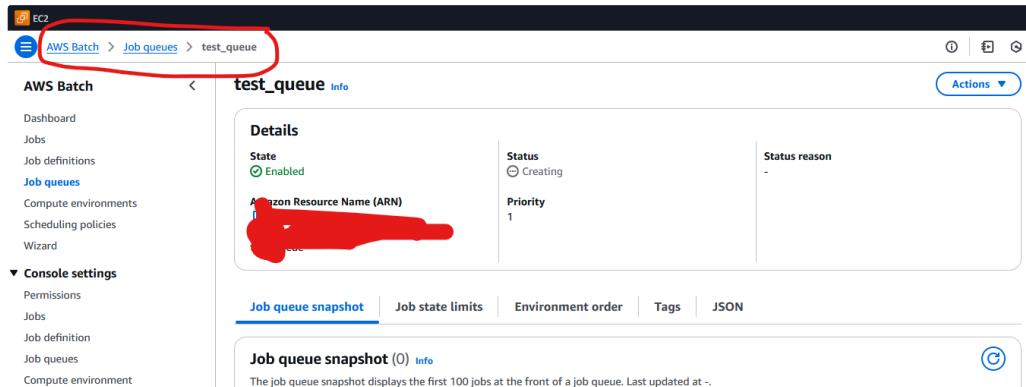 EC2
AWS Batch > Job queues > test_queue
AWS Batch
Dashboard
Jobs
Job definitions
Job queues
Compute environments
Scheduling policies
Wizard
Console settings
Permissions
Jobs
Job definition
Job queues
Compute environment
test_queue Info
Actions
Details
State
Enabled
Amazon Resource Name (ARN)
Status
Creating
Priority
1
Status reason
-
Job queue snapshot
Job state limits
Environment order
Tags
JSON
Job queue snapshot (0) Info
The job queue snapshot displays the first 100 jobs at the front of a job queue. Last updated at -.